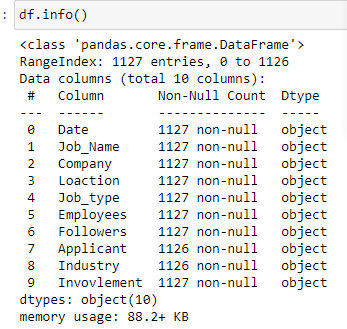 : df.info()
<class 'pandas.core.frame.DataFrame'>
RangeIndex: 1127 entries, 0 to 1126
Data columns (total 10 columns):
 #   Column       Non-Null Count  Dtype
---  ------       --------------  -----
 0   Date         1127 non-null   object
 1   Job_Name     1127 non-null   object
 2   Company      1127 non-null   object
 3   Loaction     1127 non-null   object
 4   Job_type     1127 non-null   object
 5   Employees    1127 non-null   object
 6   Followers    1127 non-null   object
 7   Applicant    1126 non-null   object
 8   Industry     1126 non-null   object
 9   Invovlement  1127 non-null   object
dtypes: object(10)
memory usage: 88.2+ KB